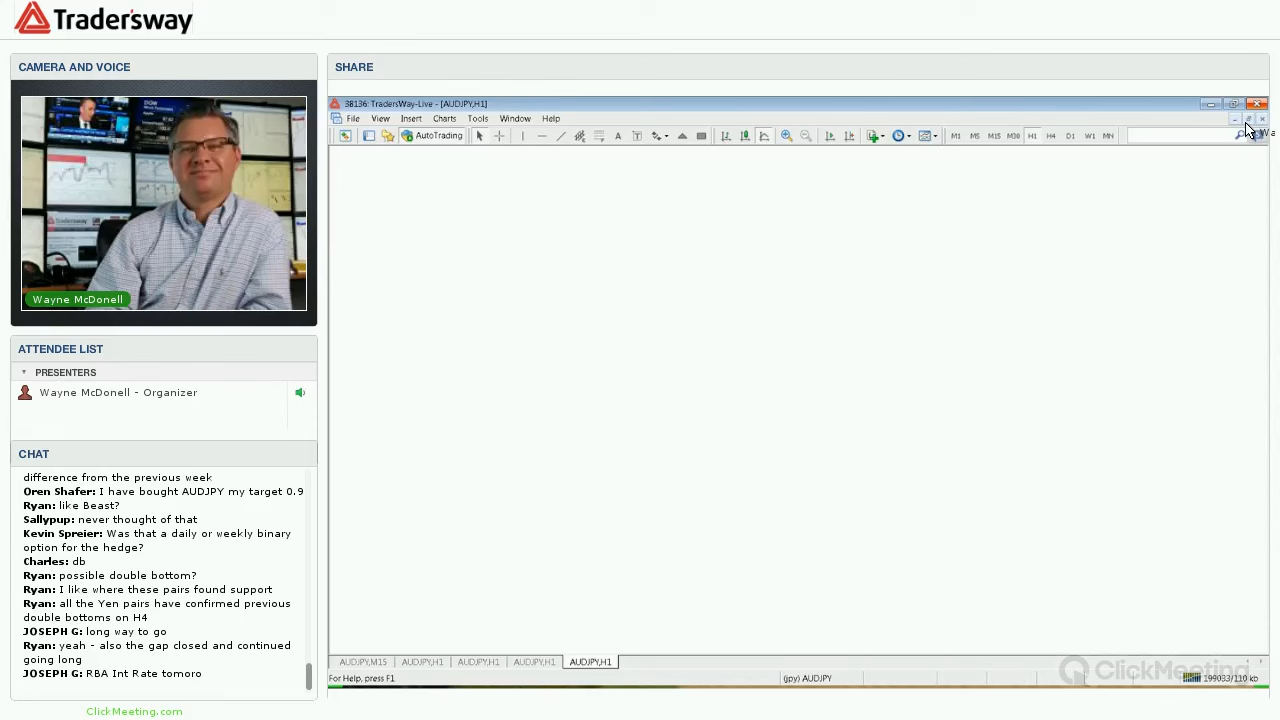 Tradersway
CAMERA AND VOICE
DOW
Wayne McDonell
ATTENDEE LIST
PRESENTERS
Wayne McDonell - Organizer
CHAT
difference from the previous week
Oren Shafer: I have bought AUDJPY my target 0.9
Ryan: like Beast?
Sallypup: never thought of that
Kevin Spreier: Was that a daily or weekly binary
option for the hedge?
Charles: db
Ryan: possible double bottom?
Ryan: I like where these pairs found support
Ryan: all the Yen pairs have confirmed previous
double bottoms on H4
JOSEPH G: long way to go
Ryan: yeah - also the gap closed and continued
going long
JOSEPH G: RBA Int Rate tomoro
ClickMeeting.com
SHARE
38136: TradersWay-Live - [AUDJPY,H1]
File View Insert Charts Tools Window Help
AutoTrading A T M1 M5 M15 M30 H1 H4 D1 W1 MN
AUDJPY,M15 AUDJPY,H1 AUDJPY,H1 AUDJPY,H1 AUDJPY,H1
ClickMeeting
For Help, press F1 (jpy) AUDJPY 199033/110 kb